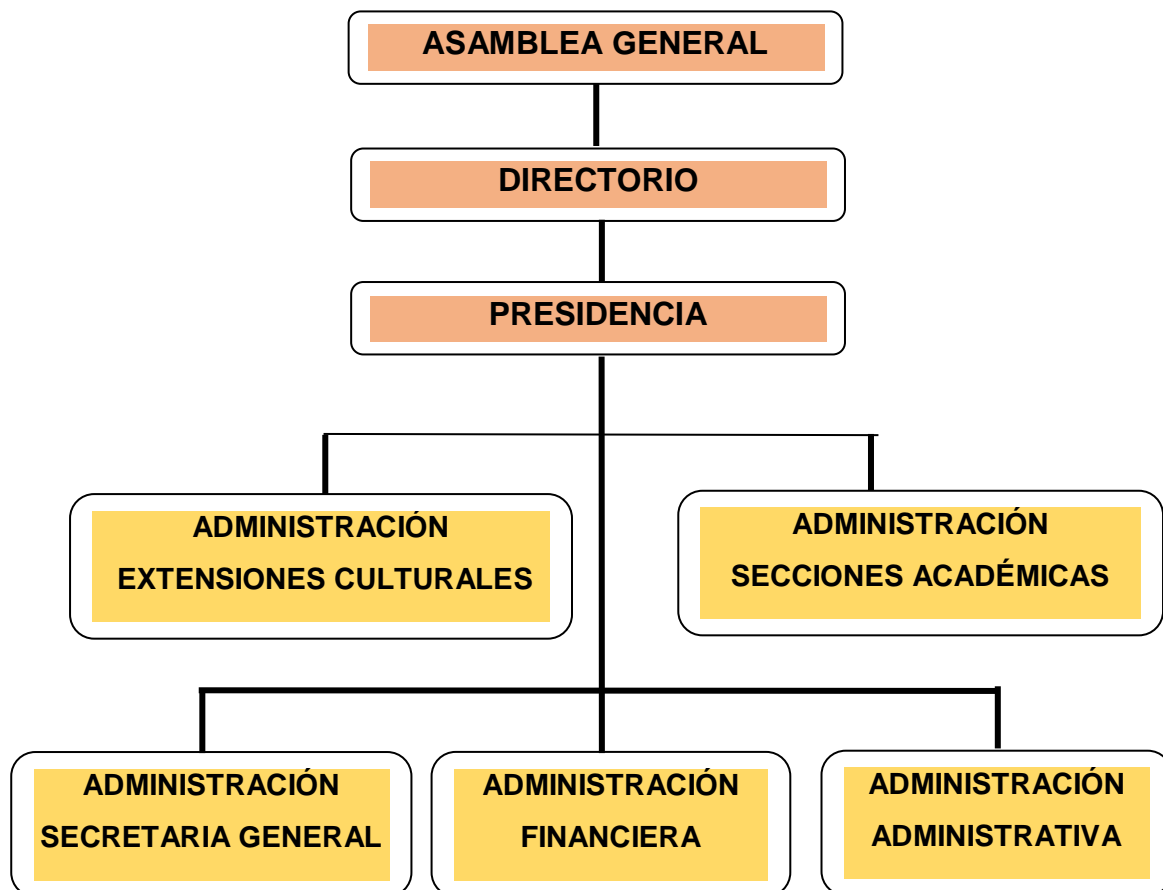 ASAMBLEA GENERAL
DIRECTORIO
PRESIDENCIA
ADMINISTRACIÓN
EXTENSIONES CULTURALES
ADMINISTRACIÓN
SECCIONES ACADÉMICAS
ADMINISTRACIÓN
SECRETARIA GENERAL
ADMINISTRACIÓN
FINANCIERA
ADMINISTRACIÓN
ADMINISTRATIVA